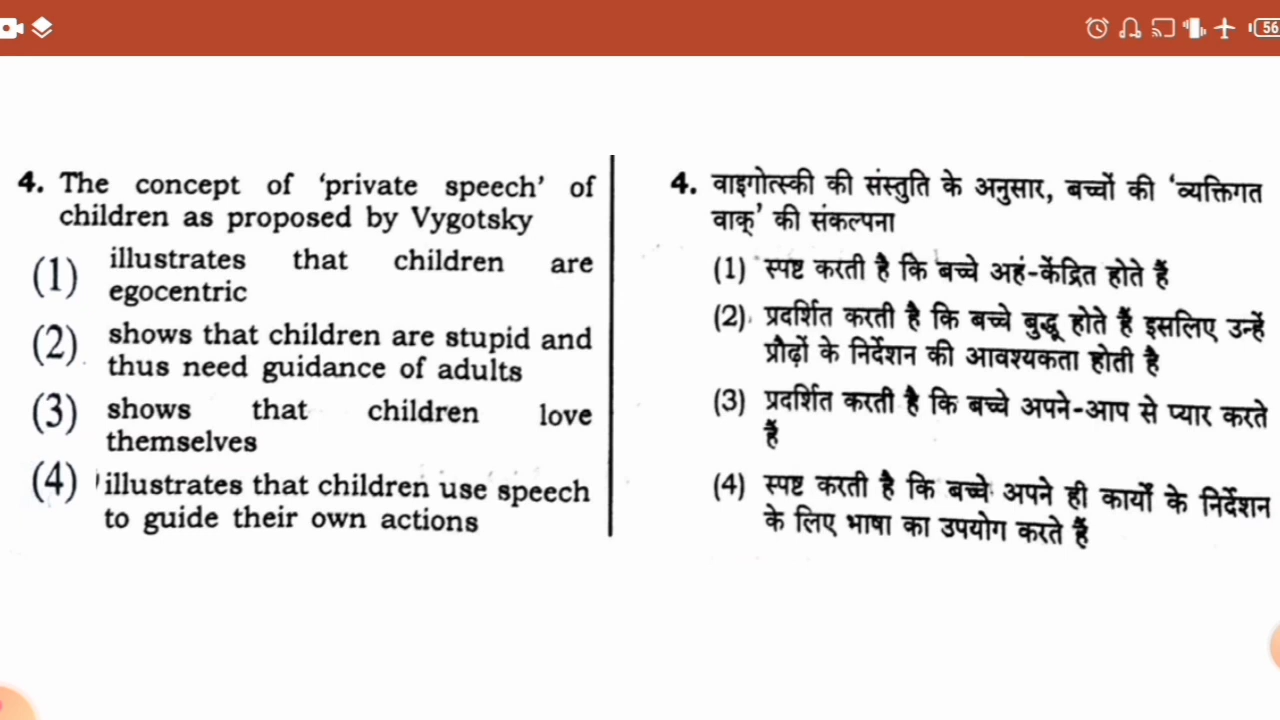 56
4. The concept of 'private speech' of
children as proposed by Vygotsky
(1) illustrates that children are
egocentric
(2) shows that children are stupid and
thus need guidance of adults
(3) shows that children love
themselves
(4) illustrates that children use speech
to guide their own actions
4. वाइगोत्स्की की संस्तुति के अनुसार, बच्चों की 'व्यक्तिगत
वाक्' की संकल्पना
(1) स्पष्ट करती है कि बच्चे अहं-केंद्रित होते हैं
(2) प्रदर्शित करती है कि बच्चे बुद्धू होते हैं इसलिए उन्हें
प्रौढ़ों के निर्देशन की आवश्यकता होती है
(3) प्रदर्शित करती है कि बच्चे अपने-आप से प्यार करते
हैं
(4) स्पष्ट करती है कि बच्चे अपने ही कार्यों के निर्देशन
के लिए भाषा का उपयोग करते हैं